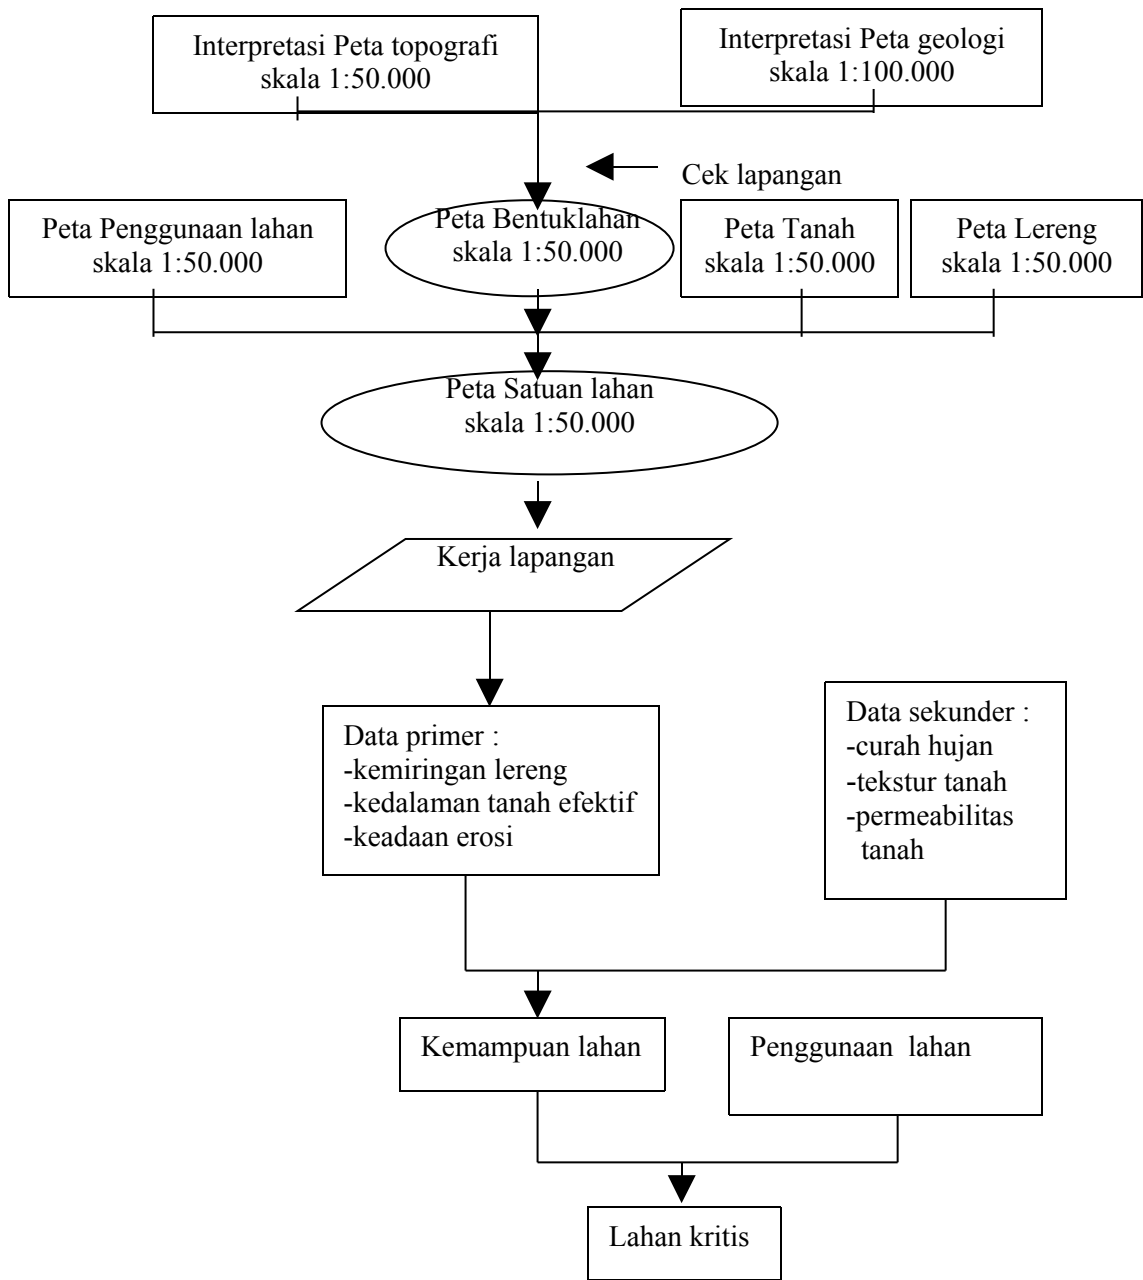 Interpretasi Peta topografi
skala 1:50.000
Interpretasi Peta geologi
skala 1:100.000
Cek lapangan
Peta Penggunaan lahan
skala 1:50.000
Peta Bentuklahan
skala 1:50.000
Peta Tanah
skala 1:50.000
Peta Lereng
skala 1:50.000
Peta Satuan lahan
skala 1:50.000
Kerja lapangan
Data primer :
-kemiringan lereng
-kedalaman tanah efektif
-keadaan erosi
Data sekunder :
-curah hujan
-tekstur tanah
-permeabilitas
tanah
Kemampuan lahan
Penggunaan lahan
Lahan kritis